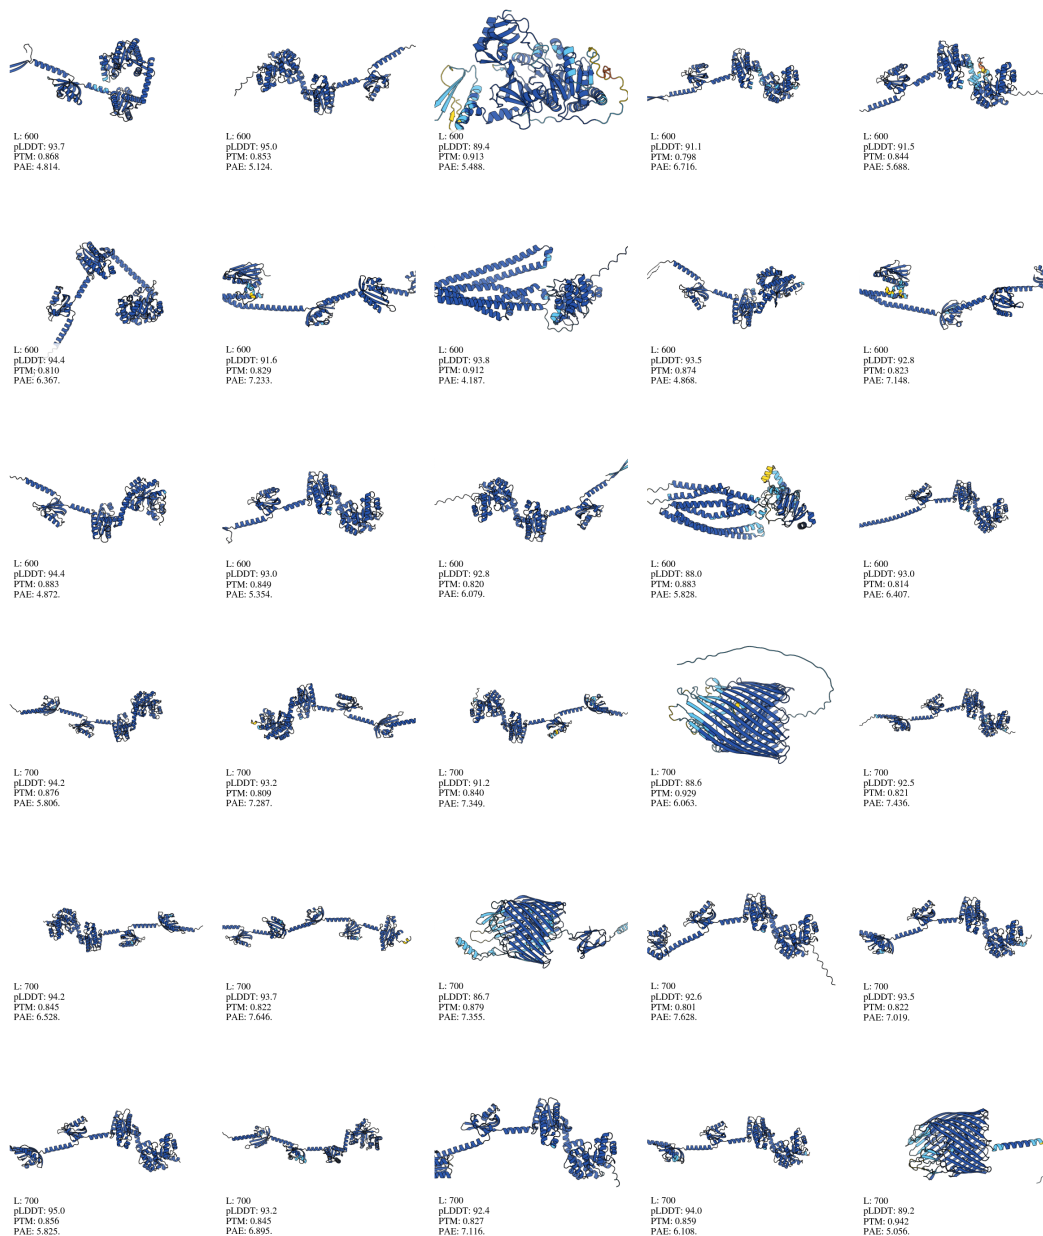 L: 600
pLDDT: 93.7
PTM: 0.868
PAE: 4.814.
L: 600
pLDDT: 95.0
PTM: 0.853
PAE: 5.124.
L: 600
pLDDT: 89.4
PTM: 0.913
PAE: 5.488.
L: 600
pLDDT: 91.1
PTM: 0.798
PAE: 6.716.
L: 600
pLDDT: 91.5
PTM: 0.844
PAE: 5.688.
L: 600
pLDDT: 94.4
PTM: 0.810
PAE: 6.367.
L: 600
pLDDT: 91.6
PTM: 0.829
PAE: 7.233.
L: 600
pLDDT: 93.8
PTM: 0.912
PAE: 4.187.
L: 600
pLDDT: 93.5
PTM: 0.874
PAE: 4.868.
L: 600
pLDDT: 92.8
PTM: 0.823
PAE: 7.148.
L: 600
pLDDT: 94.4
PTM: 0.883
PAE: 4.872.
L: 600
pLDDT: 93.0
PTM: 0.849
PAE: 5.354.
L: 600
pLDDT: 92.8
PTM: 0.820
PAE: 6.079.
L: 600
pLDDT: 88.0
PTM: 0.883
PAE: 5.828.
L: 600
pLDDT: 93.0
PTM: 0.814
PAE: 6.407.
L: 700
pLDDT: 94.2
PTM: 0.876
PAE: 5.806.
L: 700
pLDDT: 93.2
PTM: 0.809
PAE: 7.287.
L: 700
pLDDT: 91.2
PTM: 0.840
PAE: 7.349.
L: 700
pLDDT: 88.6
PTM: 0.929
PAE: 6.063.
L: 700
pLDDT: 92.5
PTM: 0.821
PAE: 7.436.
L: 700
pLDDT: 94.2
PTM: 0.845
PAE: 6.528.
L: 700
pLDDT: 93.7
PTM: 0.822
PAE: 7.646.
L: 700
pLDDT: 86.7
PTM: 0.879
PAE: 7.355.
L: 700
pLDDT: 92.6
PTM: 0.801
PAE: 7.628.
L: 700
pLDDT: 93.5
PTM: 0.822
PAE: 7.019.
L: 700
pLDDT: 95.0
PTM: 0.856
PAE: 5.825.
L: 700
pLDDT: 93.2
PTM: 0.845
PAE: 6.895.
L: 700
pLDDT: 92.4
PTM: 0.827
PAE: 7.116.
L: 700
pLDDT: 94.0
PTM: 0.859
PAE: 6.108.
L: 700
pLDDT: 89.2
PTM: 0.942
PAE: 5.056.